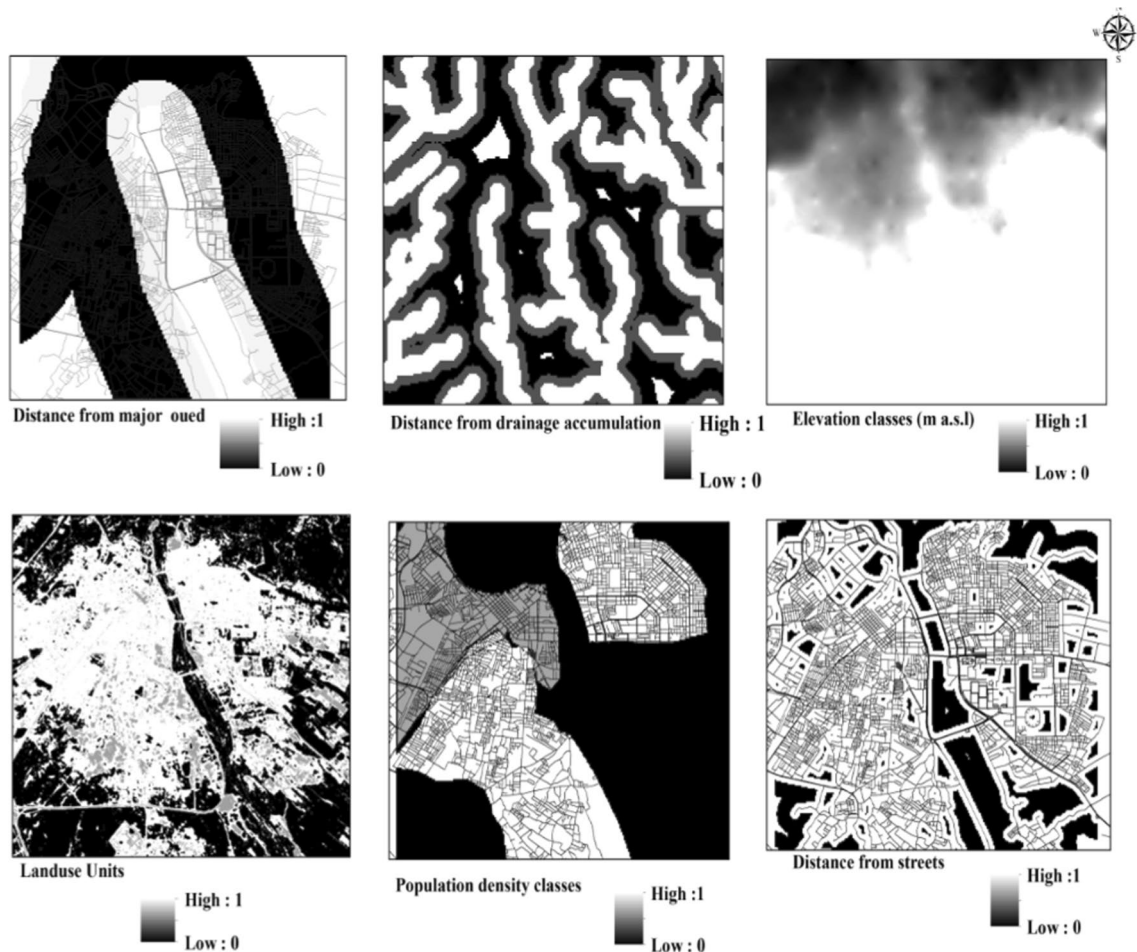 W
S
Distance from major oued
High :1
Low : 0
Distance from drainage accumulation
High : 1
Low : 0
Elevation classes (m a.s.l)
High :1
Low : 0
Landuse Units
High : 1
Low : 0
Population density classes
High :1
Low : 0
Distance from streets
High :1
Low : 0